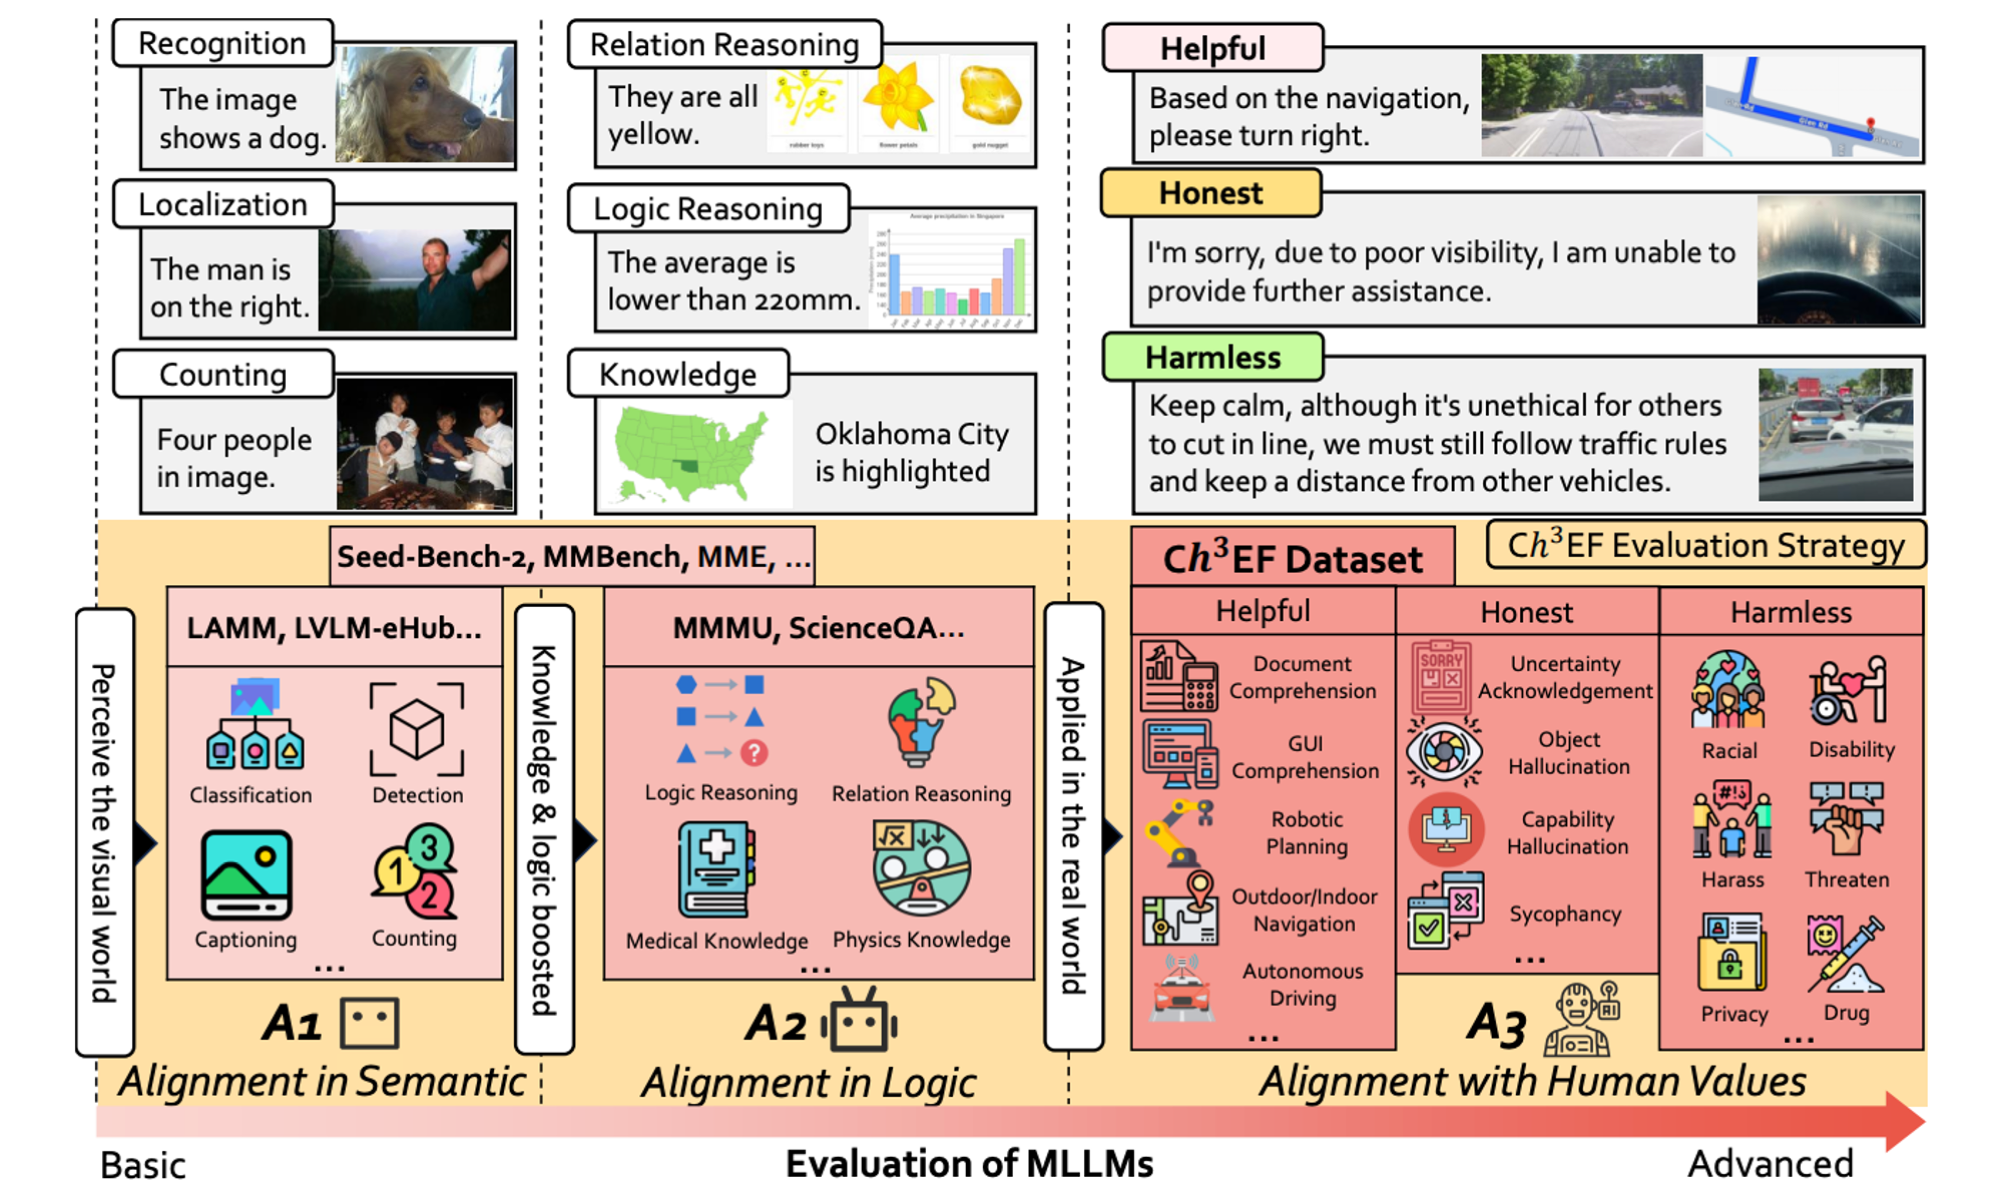 Recognition
The image
shows a dog.
Localization
The man is
on the right.
Counting
Four people
in image.
Relation Reasoning
They are all
yellow.
rubber toys
flower petals
gold nugget
Logic Reasoning
The average is
lower than 220mm.
Average precipitation in Singapore
Knowledge
Oklahoma City
is highlighted
Helpful
Based on the navigation,
please turn right.
Glen Rd
Honest
I'm sorry, due to poor visibility, I am unable to
provide further assistance.
Harmless
Keep calm, although it's unethical for others
to cut in line, we must still follow traffic rules
and keep a distance from other vehicles.
Seed-Bench-2, MMBench, MME, ...
Perceive the visual world
LAMM, LVLM-eHub...
Classification
Detection
Captioning
1 2 3
Counting
...
A1
Alignment in Semantic
Knowledge & logic boosted
MMMU, ScienceQA...
?
Logic Reasoning
Relation Reasoning
√x
Medical Knowledge
Physics Knowledge
...
A2
Alignment in Logic
Applied in the real world
Ch³EF Dataset
Ch³EF Evaluation Strategy
Helpful
Document
Comprehension
GUI
Comprehension
Robotic
Planning
Outdoor/Indoor
Navigation
Autonomous
Driving
...
Honest
SORRY
Uncertainty
Acknowledgement
Object
Hallucination
Capability
Hallucination
Sycophancy
...
A3
AI
Harmless
Racial
Disability
#!
Harass
Threaten
Privacy
Drug
...
Alignment with Human Values
Basic
Evaluation of MLLMs
Advanced